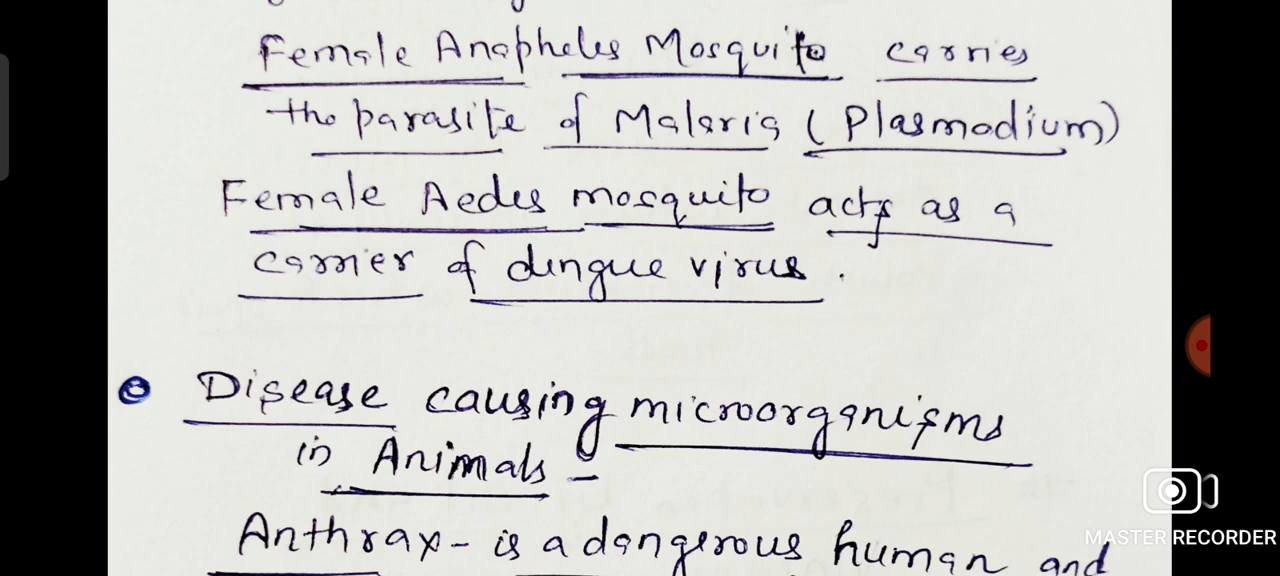 Female Anopheles Mosquito carries
the parasite of Malaria (Plasmodium)
Female Aedes mosquito acts as a
carrier of dengue virus.
Disease causing microorganisms
in Animals -
Anthrax - is a dangerous human and
MASTER RECORDER